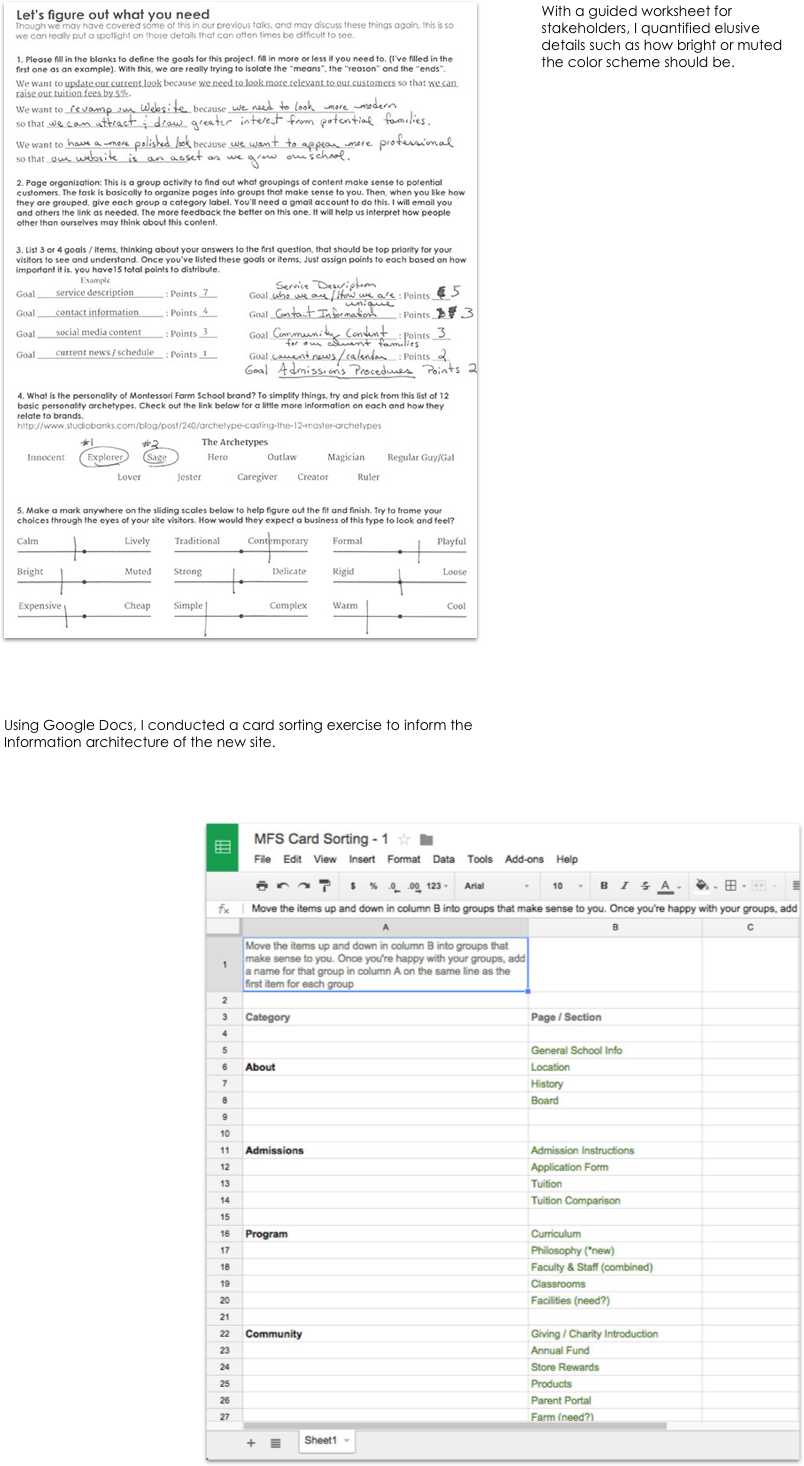 Let's figure out what you need
Though we may have covered some of this in our previous talks, and may discuss these things again, this is so
we can really put a spotlight on those details that can often times be difficult to see.
1. Please fill in the blanks to define the goals for this project. fill in more or less if you need to. (I've filled in the
first one as an example). With this, we are really trying to isolate the "means", the "reason" and the "ends".
We want to update our current look because we need to look more relevant to our customers so that we can
raise our tuition fees by 5%.
We want to revamp our Website because we need to look more modern
so that we can attract & draw greater interest from potential families.
We want to have a more polished look because we want to appear more professional
so that our website is an asset as we grow our school.
2. Page organization: This is a group activity to find out what groupings of content make sense to potential
customers. The task is basically to organize pages into groups that make sense to you. Then, when you like how
they are grouped, give each group a category label. You'll need a gmail account to do this. I will email you
and others the link as needed. The more feedback the better on this one. It will help us interpret how people
other than ourselves may think about this content.
3. List 3 or 4 goals / items, thinking about your answers to the first question, that should be top priority for your
visitors to see and understand. Once you've listed these goals or items, Just assign points to each based on how
important it is. you have 15 total points to distribute.
Example
Goal service description : Points 7
Goal contact information : Points 4
Goal social media content : Points 3
Goal current news / schedule : Points 1
Service Description
Goal who we are / How we are : Points 5
unique
Goal Contact Information : Points 3
Goal Community Content : Points 3
for our current families
Goal current news / calendar : Points 2
Goal Admissions Procedures Points 2
4. What is the personality of Montessori Farm School brand? To simplify things, try and pick from this list of 12
basic personality archetypes. Check out the link below for a little more information on each and how they
relate to brands.
http://www.studiobanks.com/blog/post/240/archetype-casting-the-12-master-archetypes
#1 #2 The Archetypes
Innocent Explorer Sage Hero Outlaw Magician Regular Guy/Gal
Lover Jester Caregiver Creator Ruler
5. Make a mark anywhere on the sliding scales below to help figure out the fit and finish. Try to frame your
choices through the eyes of your site visitors. How would they expect a business of this type to look and feel?
Calm Lively Traditional Contemporary Formal Playful
Bright Muted Strong Delicate Rigid Loose
Expensive Cheap Simple Complex Warm Cool
With a guided worksheet for
stakeholders, I quantified elusive
details such as how bright or muted
the color scheme should be.
Using Google Docs, I conducted a card sorting exercise to inform the
Information architecture of the new site.
MFS Card Sorting - 1
File Edit View Insert Format Data Tools Add-ons Help
$ % .0 .00 123 Arial 10 B I S A
fx Move the items up and down in column B into groups that make sense to you. Once you're happy with your groups, add
A B C
1 Move the items up and down in column B into groups that
make sense to you. Once you're happy with your groups, add
a name for that group in column A on the same line as the
first item for each group
2
3 Category Page / Section
4
5 General School Info
6 About Location
7 History
8 Board
9
10
11 Admissions Admission Instructions
12 Application Form
13 Tuition
14 Tuition Comparison
15
16 Program Curriculum
17 Philosophy (*new)
18 Faculty & Staff (combined)
19 Classrooms
20 Facilities (need?)
21
22 Community Giving / Charity Introduction
23 Annual Fund
24 Store Rewards
25 Products
26 Parent Portal
27 Farm (need?)
+ Sheet1